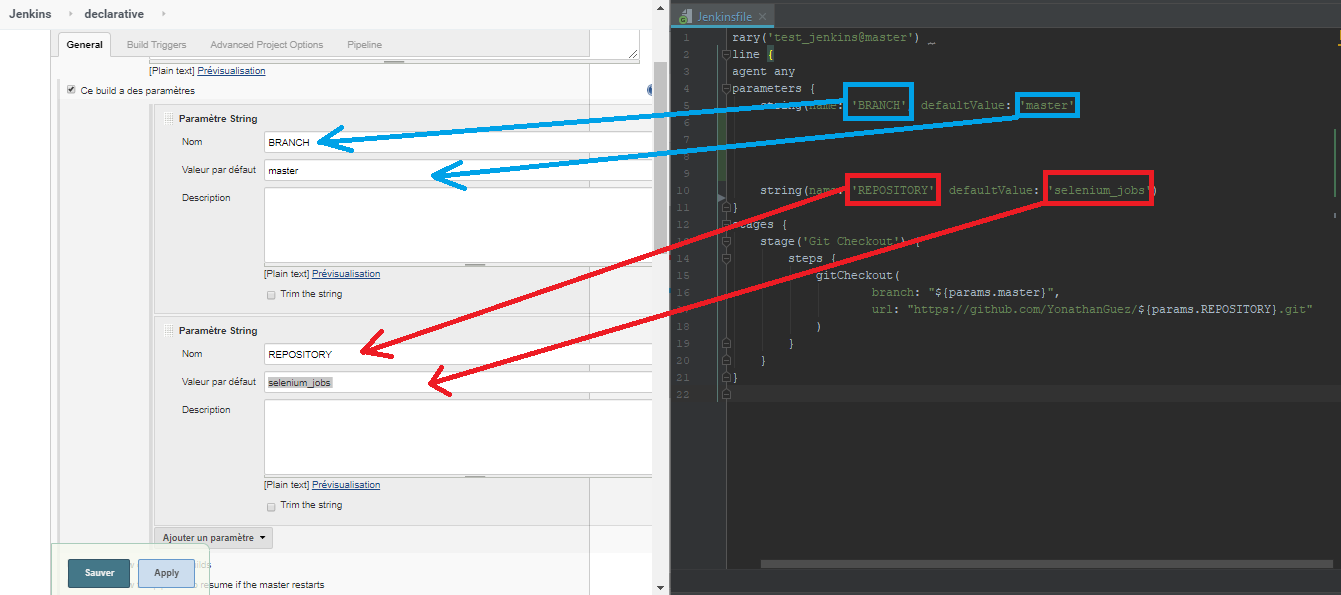 Jenkins
declarative
General
Build Triggers
Advanced Project Options
Pipeline
[Plain text] Prévisualisation
Ce build a des paramètres
Paramètre String
Nom
BRANCH
Valeur par défaut
master
Description
[Plain text] Prévisualisation
Trim the string
Paramètre String
Nom
REPOSITORY
Valeur par défaut
selenium_jobs
Description
[Plain text] Prévisualisation
Trim the string
Ajouter un paramètre
Sauver
Apply
resume if the master restarts
Jenkinsfile
1 rary('test_jenkins@master') _
2 line {
3 agent any
4 parameters {
5 string(name: 'BRANCH' defaultValue: 'master'
6
7
8
9
10 string(name: 'REPOSITORY' defaultValue: 'selenium_jobs')
11 }
12 stages {
13 stage('Git Checkout') {
14 steps {
15 gitCheckout(
16 branch: "${params.master}",
17 url: "https://github.com/YonathanGuez/${params.REPOSITORY}.git"
18 )
19 }
20 }
21 }
22